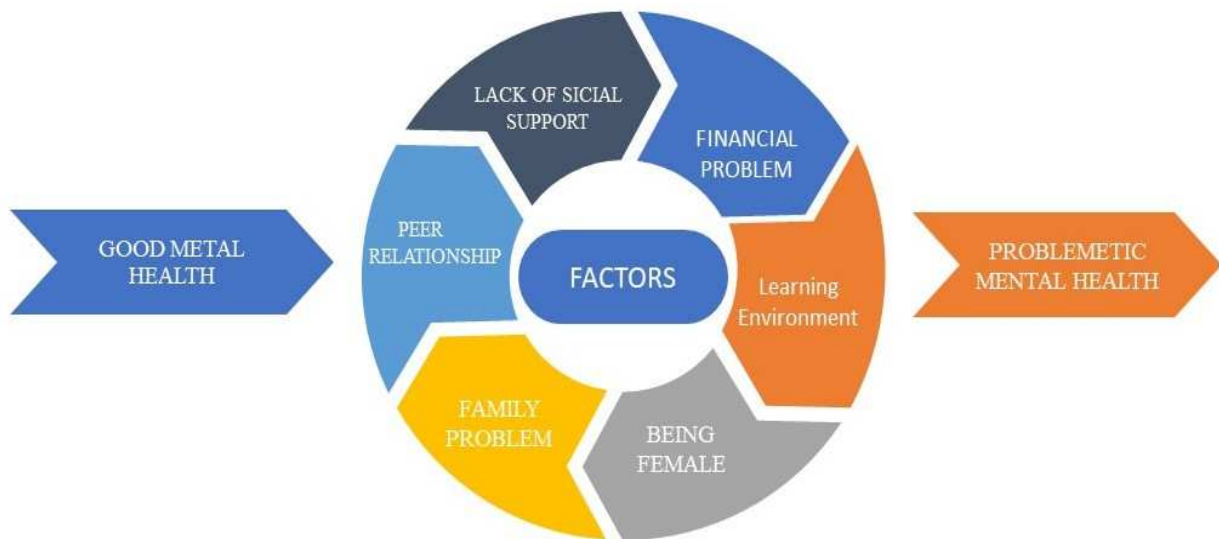 LACK OF SICIAL
SUPPORT
FINANCIAL
PROBLEM
PEER
RELATIONSHIP
GOOD METAL
HEALTH
FACTORS
Learning
Environment
PROBLEMETIC
MENTAL HEALTH
FAMILY
PROBLEM
BEING
FEMALE